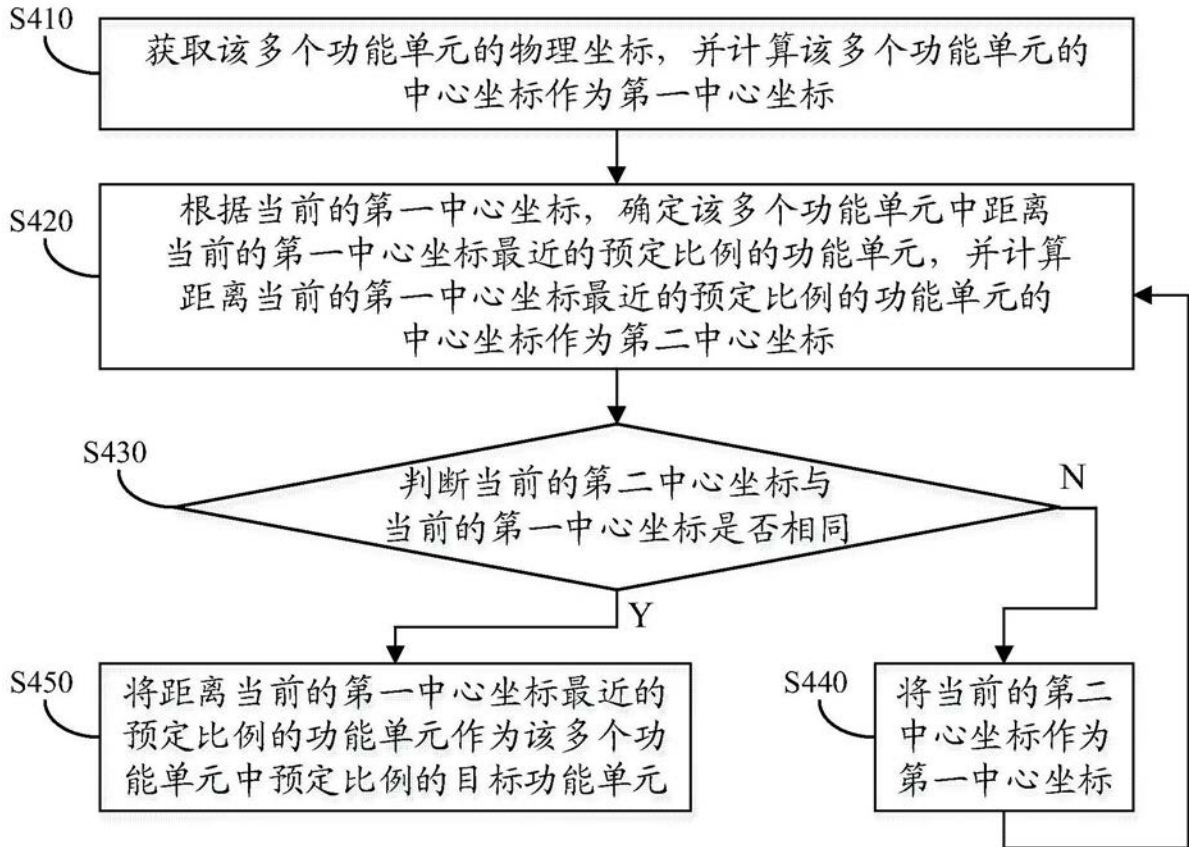 S410
获取该多个功能单元的物理坐标，并计算该多个功能单元的
中心坐标作为第一中心坐标
S420
根据当前的第一中心坐标，确定该多个功能单元中距离
当前的第一中心坐标最近的预定比例的功能单元，并计算
距离当前的第一中心坐标最近的预定比例的功能单元的
中心坐标作为第二中心坐标
S430
判断当前的第二中心坐标与
当前的第一中心坐标是否相同
N
Y
S450
将距离当前的第一中心坐标最近的
预定比例的功能单元作为该多个功
能单元中预定比例的目标功能单元
S440
将当前的第二
中心坐标作为
第一中心坐标